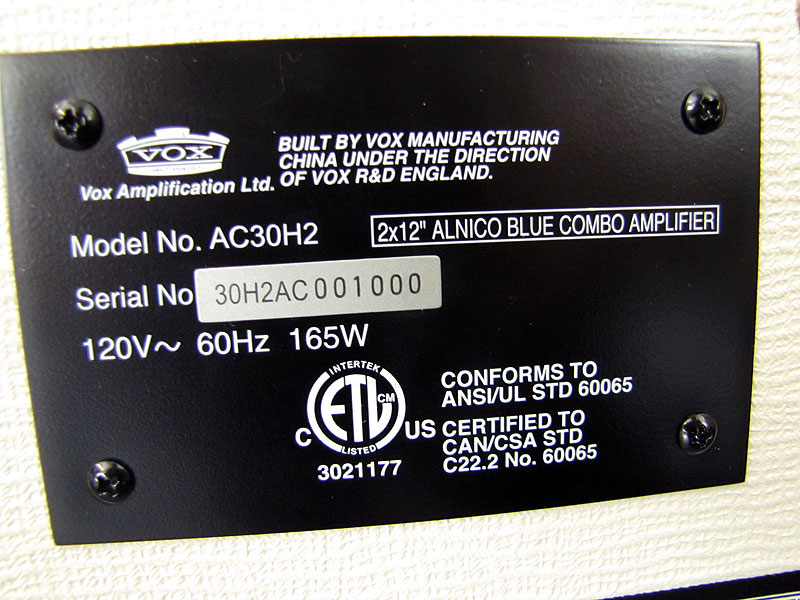 VOX
Vox Amplification Ltd.
BUILT BY VOX MANUFACTURING
CHINA UNDER THE DIRECTION
OF VOX R&D ENGLAND.
Model No. AC30H2
2x12" ALNICO BLUE COMBO AMPLIFIER
Serial No
30H2AC001000
120V~ 60Hz 165W
INTERTEK
ETL CM
LISTED
C US
3021177
CONFORMS TO
ANSI/UL STD 60065
CERTIFIED TO
CAN/CSA STD
C22.2 No. 60065